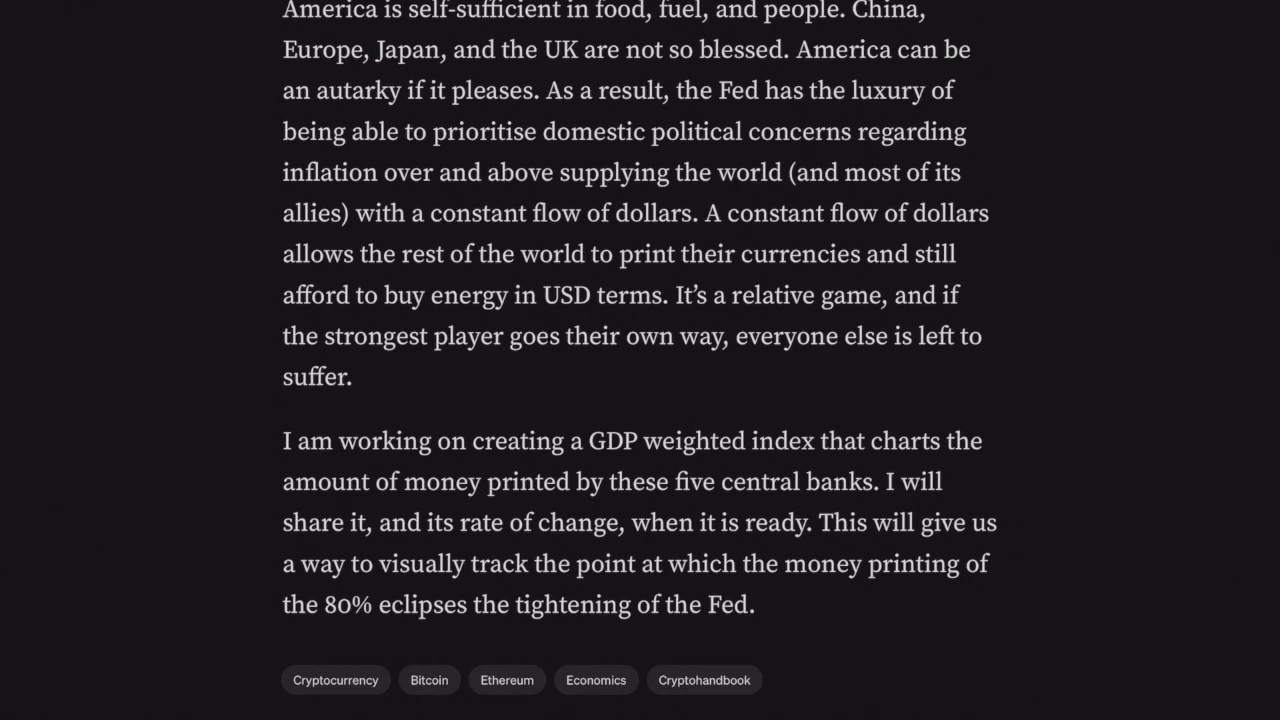 America is self-sufficient in food, fuel, and people. China,
Europe, Japan, and the UK are not so blessed. America can be
an autarky if it pleases. As a result, the Fed has the luxury of
being able to prioritise domestic political concerns regarding
inflation over and above supplying the world (and most of its
allies) with a constant flow of dollars. A constant flow of dollars
allows the rest of the world to print their currencies and still
afford to buy energy in USD terms. It’s a relative game, and if
the strongest player goes their own way, everyone else is left to
suffer.
I am working on creating a GDP weighted index that charts the
amount of money printed by these five central banks. I will
share it, and its rate of change, when it is ready. This will give us
a way to visually track the point at which the money printing of
the 80% eclipses the tightening of the Fed.
Cryptocurrency Bitcoin Ethereum Economics Cryptohandbook